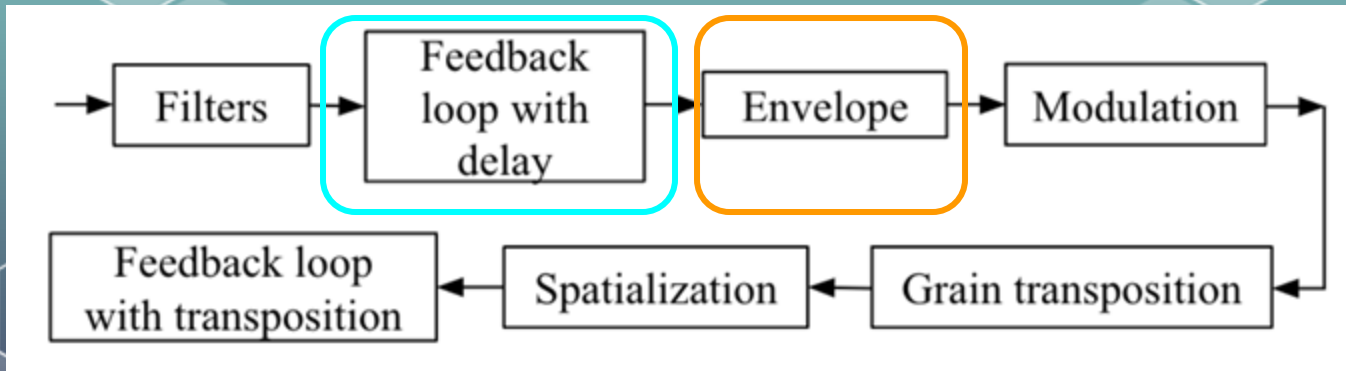 Filters
Feedback
loop with
delay
Envelope
Modulation
Grain transposition
Spatialization
Feedback loop
with transposition